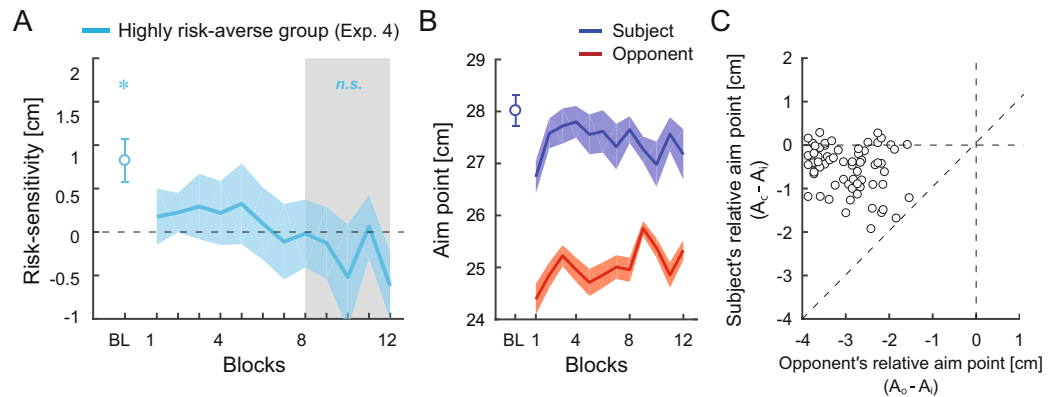 A
Highly risk-averse group (Exp. 4)
Risk-sensitivity [cm]
2
1.5
1
0.5
0
-0.5
-1
*
n.s.
BL 1 4 8 12
Blocks
B
Subject
Opponent
Aim point [cm]
29
28
27
26
25
24
BL 1 4 8 12
Blocks
C
Subject's relative aim point [cm]
(Ac - Ai)
2
1
0
-1
-2
-3
-4
-4 -3 -2 -1 0 1
Opponent's relative aim point [cm]
(Ao - Ai)